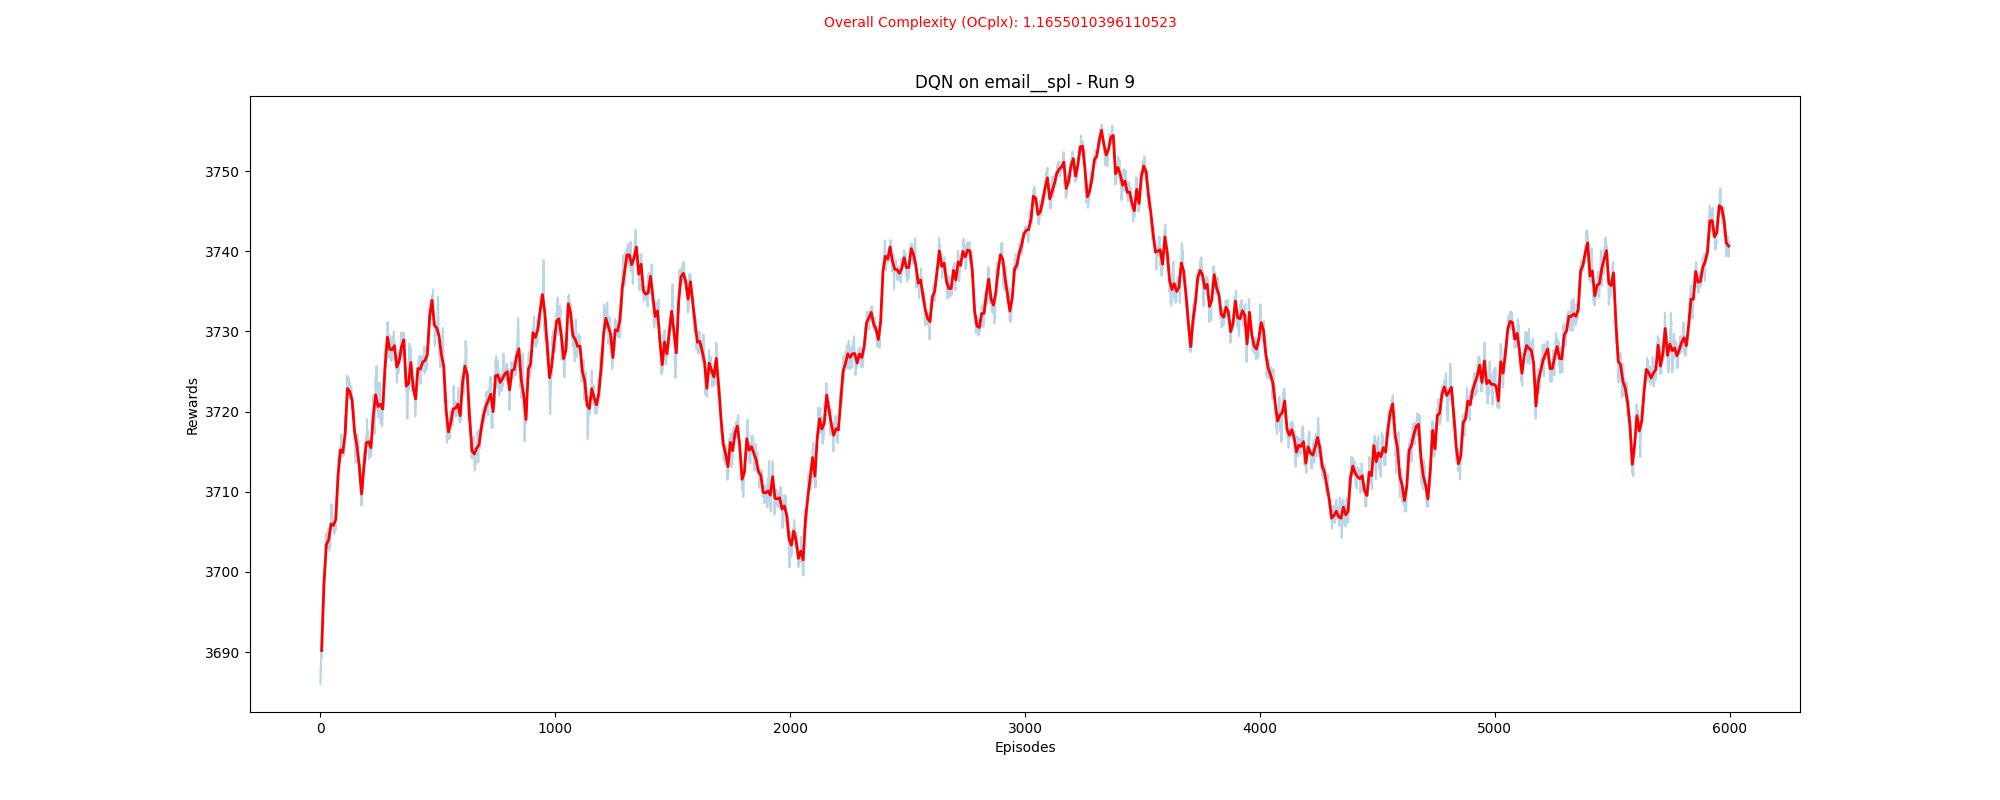 Overall Complexity (OCplx): 1.1655010396110523
DQN on email__spl - Run 9
3750
3740
3730
3720
3710
3700
3690
Rewards
0 1000 2000 3000 4000 5000 6000
Episodes